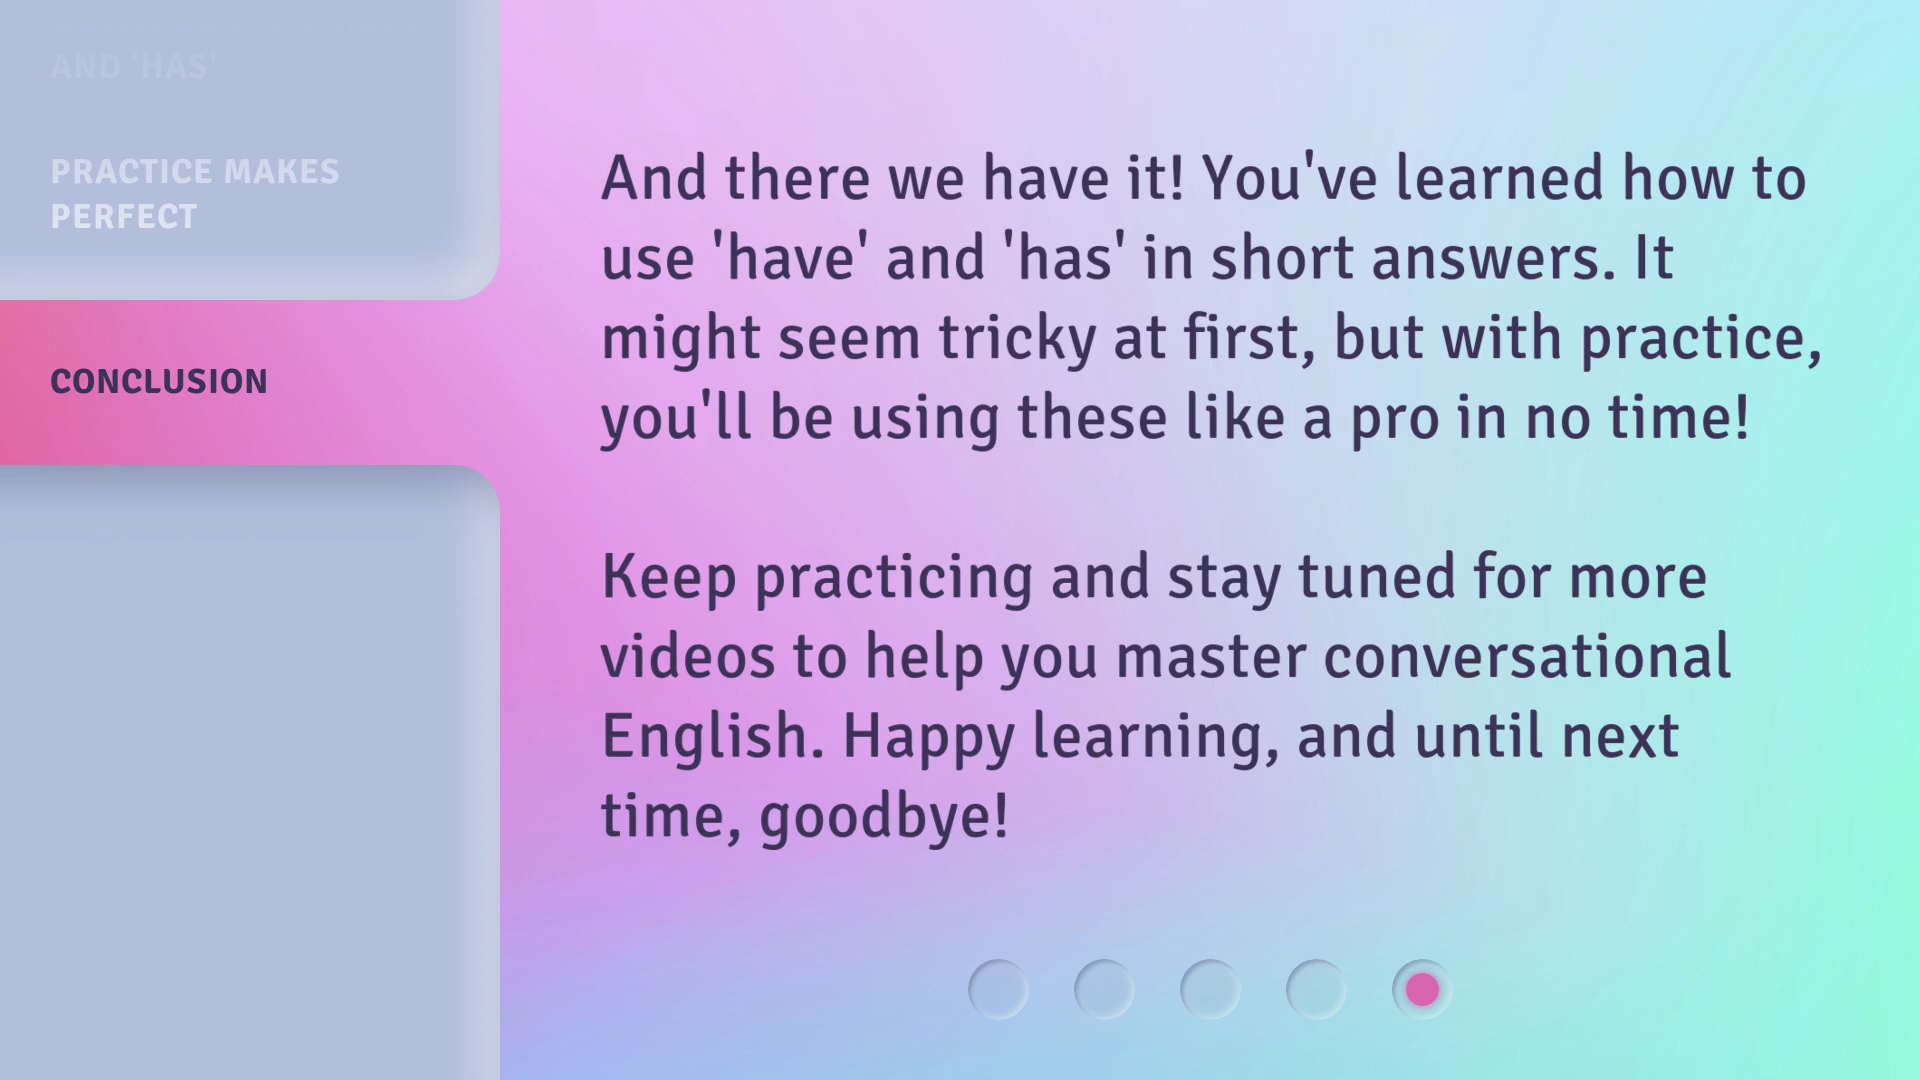 AND 'HAS'
PRACTICE MAKES
PERFECT
CONCLUSION
And there we have it! You've learned how to
use 'have' and 'has' in short answers. It
might seem tricky at first, but with practice,
you'll be using these like a pro in no time!
Keep practicing and stay tuned for more
videos to help you master conversational
English. Happy learning, and until next
time, goodbye!